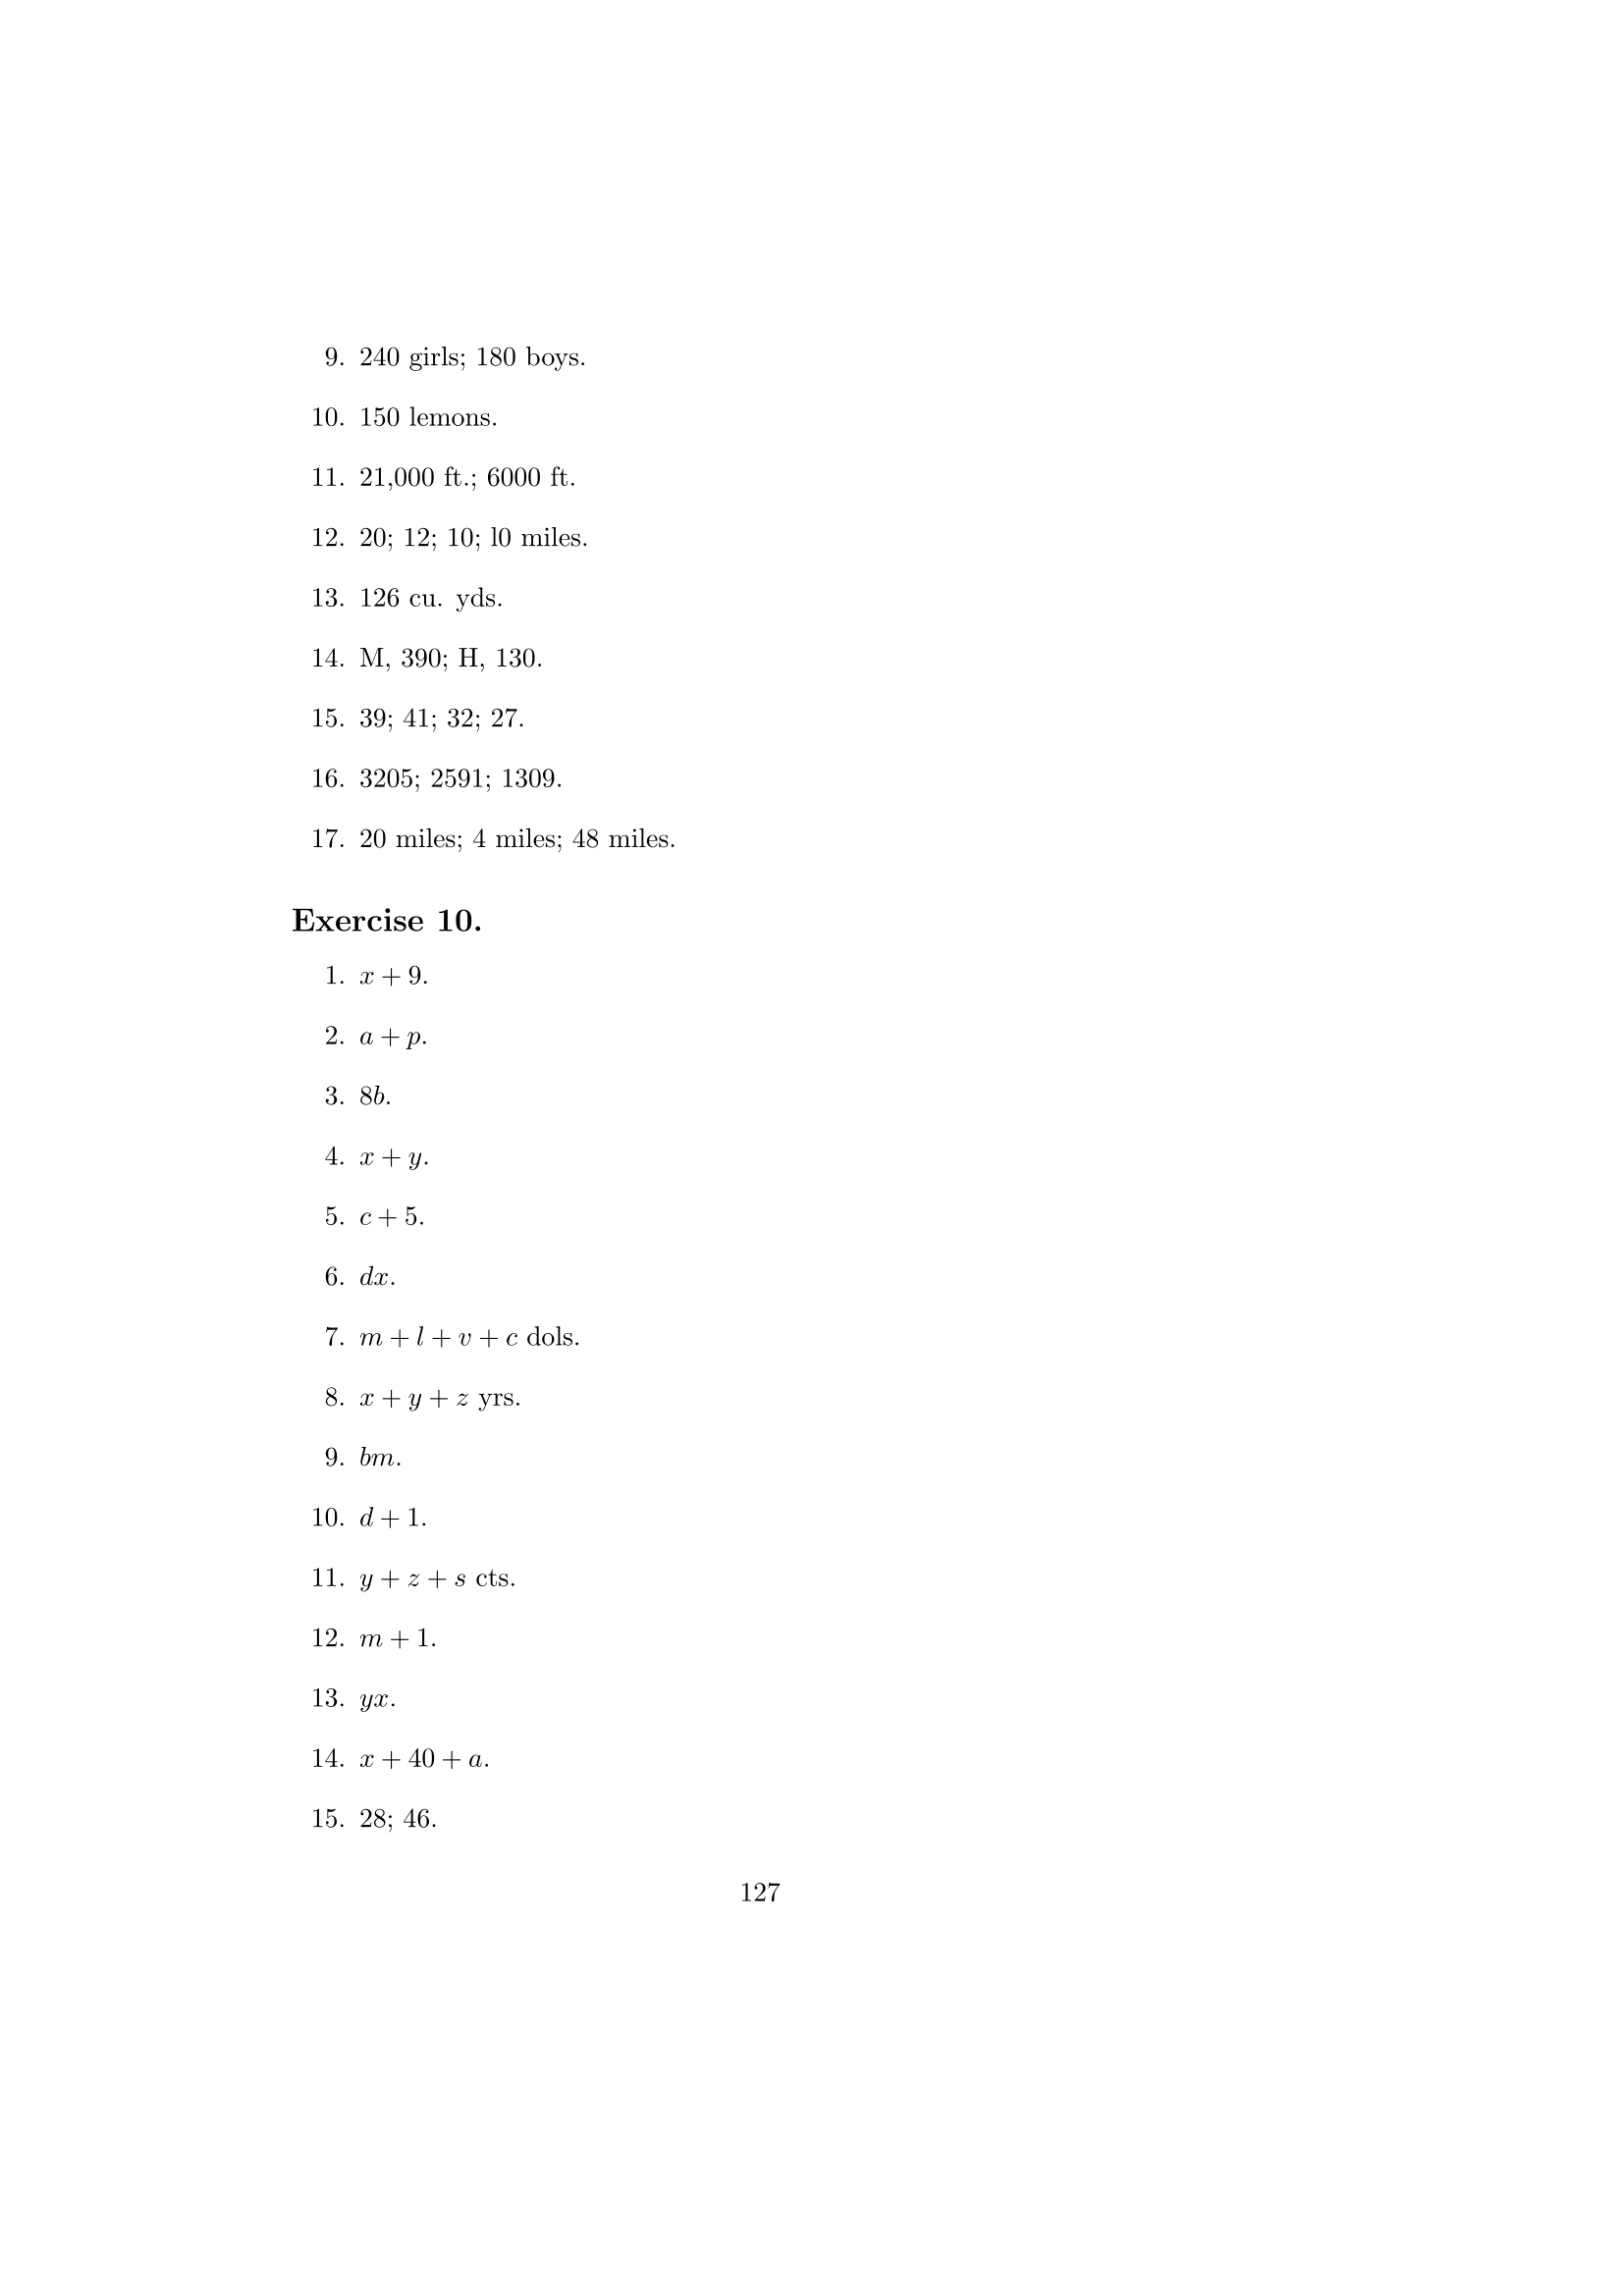 9. 240 girls; 180 boys.
10. 150 lemons.
11. 21,000 ft.; 6000 ft.
12. 20; 12; 10; l0 miles.
13. 126 cu. yds.
14. M, 390; H, 130.
15. 39; 41; 32; 27.
16. 3205; 2591; 1309.
17. 20 miles; 4 miles; 48 miles.
Exercise 10.
1. x + 9.
2. a + p.
3. 8b.
4. x + y.
5. c + 5.
6. dx.
7. m + l + v + c dols.
8. x + y + z yrs.
9. bm.
10. d + 1.
11. y + z + s cts.
12. m + 1.
13. yx.
14. x + 40 + a.
15. 28; 46.
127